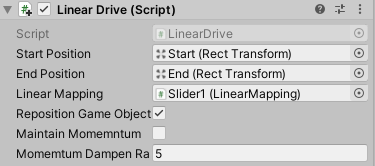 Linear Drive (Script)
Script LinearDrive
Start Position Start (Rect Transform)
End Position End (Rect Transform)
Linear Mapping Slider1 (LinearMapping)
Reposition Game Object
Maintain Momemntum
Momemtum Dampen Ra 5